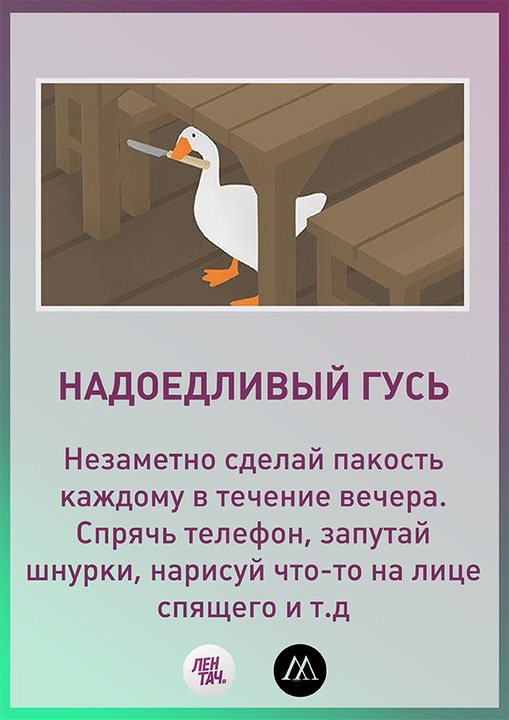 НАДОЕДЛИВЫЙ ГУСЬ
Незаметно сделай пакость
каждому в течение вечера.
Спрячь телефон, запутай
шнурки, нарисуй что-то на лице
спящего и т.д
ЛЕН
ТАЧ.